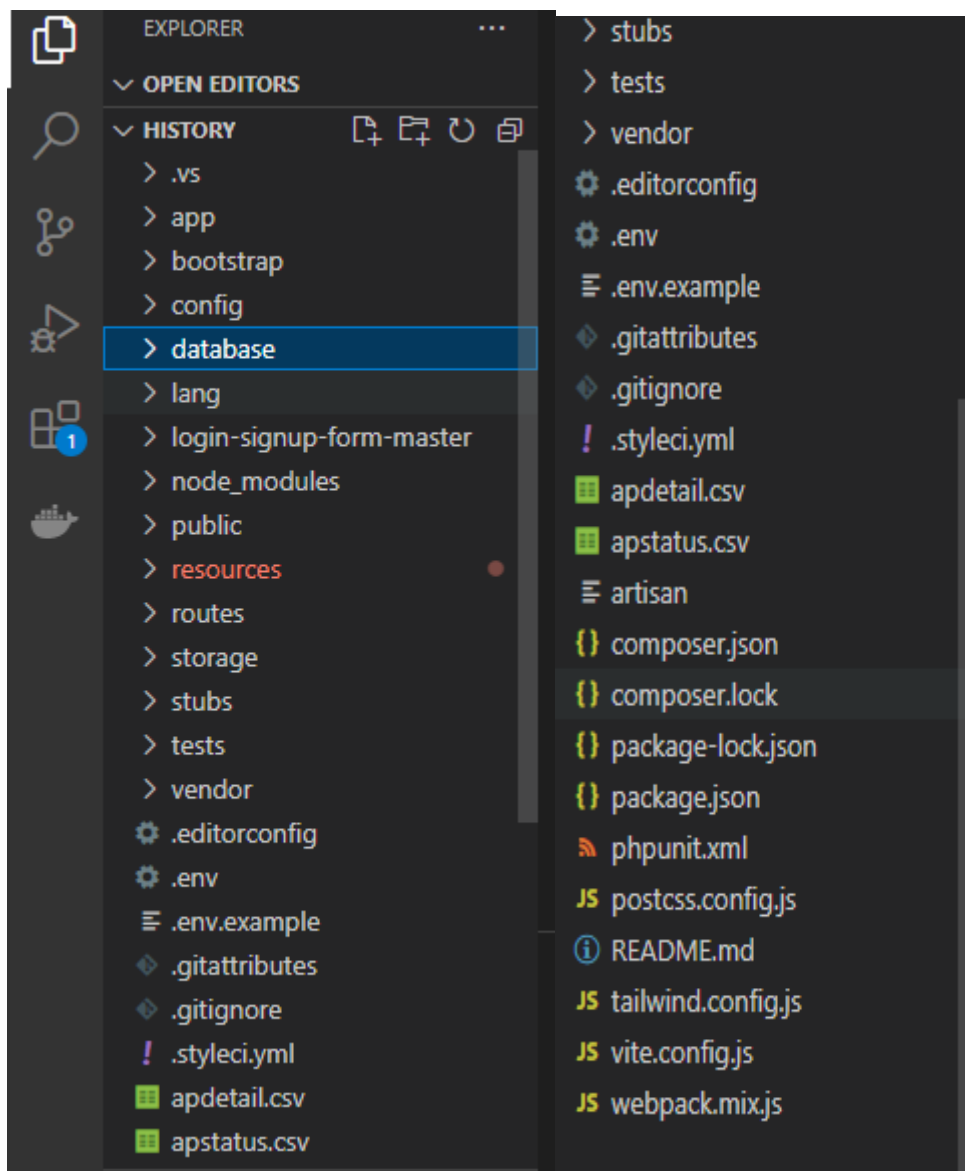 EXPLORER
OPEN EDITORS
HISTORY
.vs
app
bootstrap
config
database
lang
login-signup-form-master
node_modules
public
resources
routes
storage
stubs
tests
vendor
.editorconfig
.env
.env.example
.gitattributes
.gitignore
! .styleci.yml
apdetail.csv
apstatus.csv
1
stubs
tests
vendor
.editorconfig
.env
.env.example
.gitattributes
.gitignore
! .styleci.yml
apdetail.csv
apstatus.csv
artisan
{} composer.json
{} composer.lock
{} package-lock.json
{} package.json
phpunit.xml
JS postcss.config.js
README.md
JS tailwind.config.js
JS vite.config.js
JS webpack.mix.js